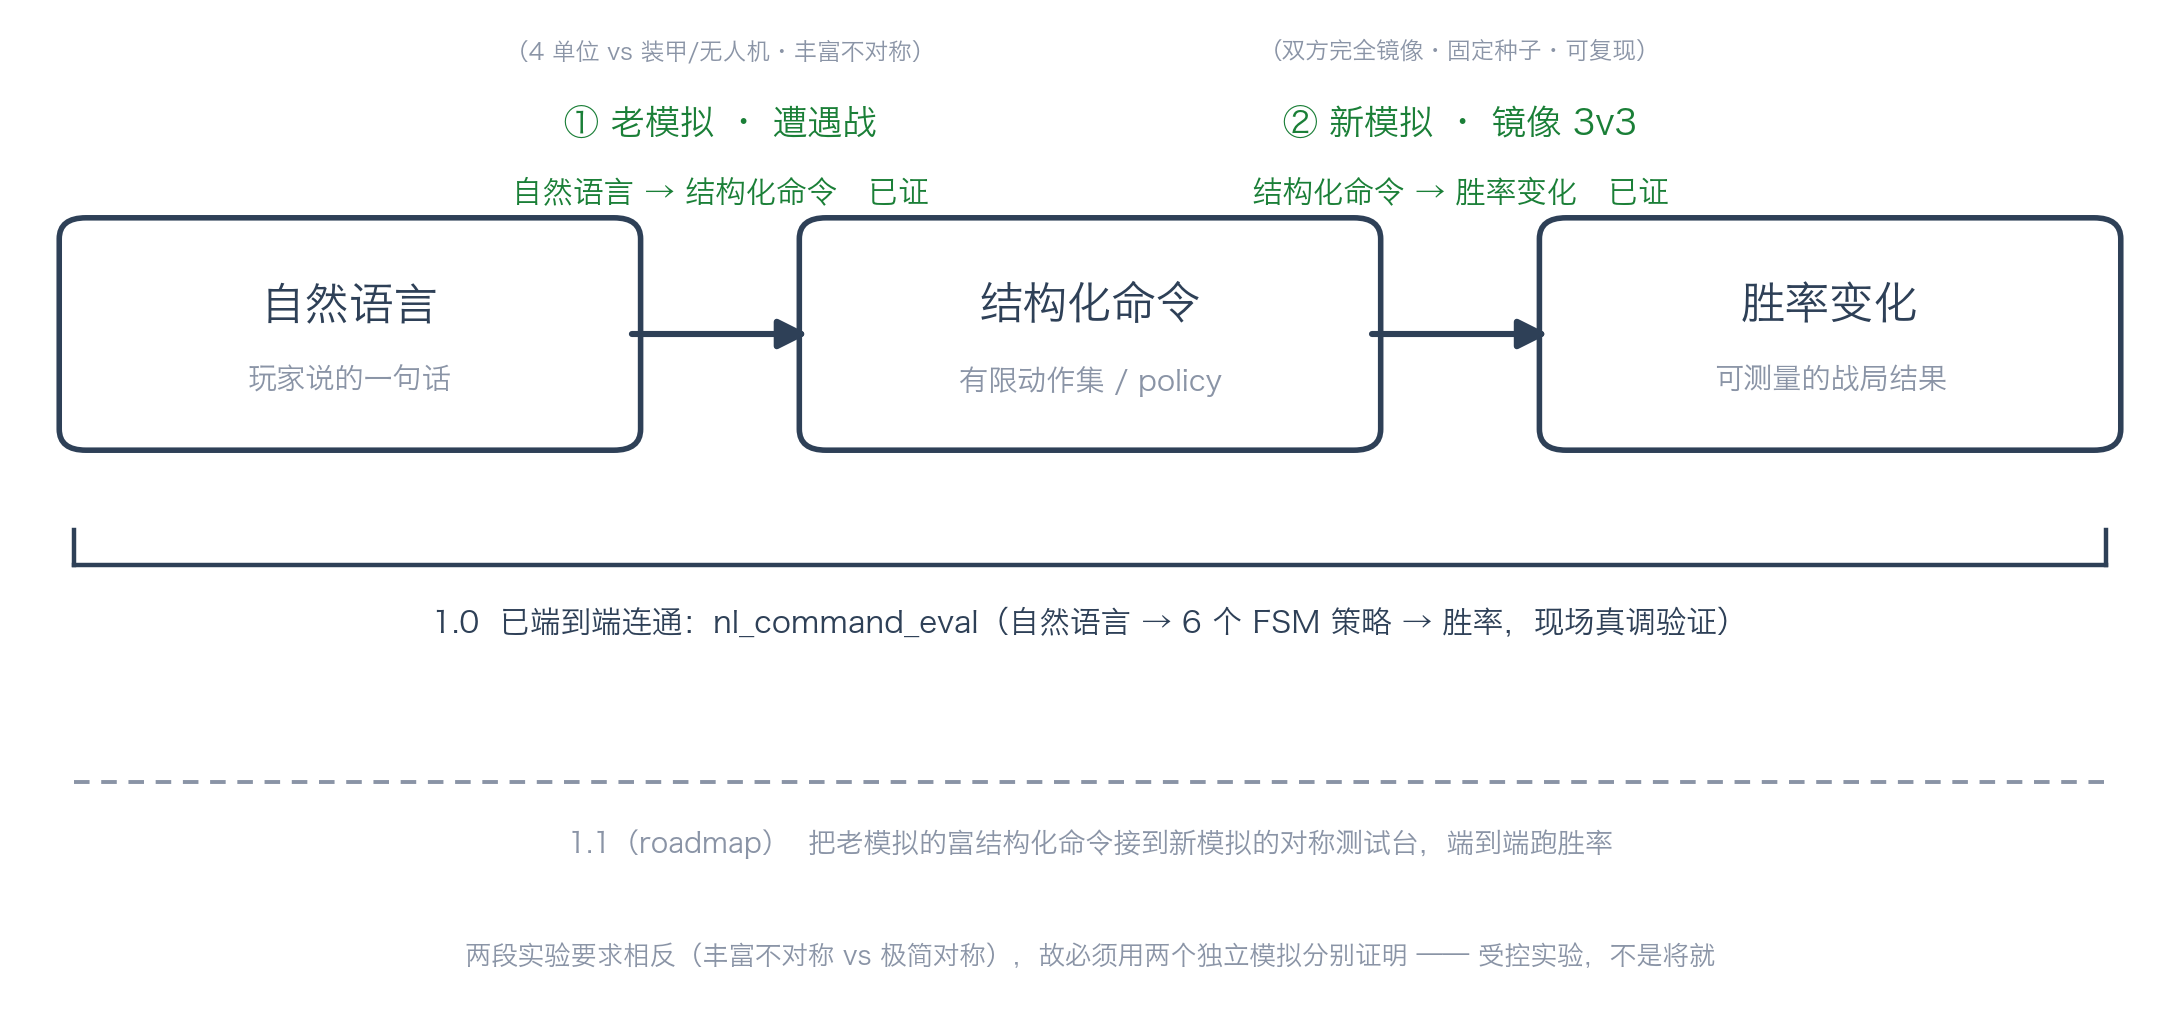 (4 单位 vs 装甲/无人机・丰富不对称)
(双方完全镜像・固定种子・可复现)
① 老模拟 ・ 遭遇战
② 新模拟 ・ 镜像 3v3
自然语言 → 结构化命令 已证
结构化命令 → 胜率变化 已证
自然语言
玩家说的一句话
结构化命令
有限动作集 / policy
胜率变化
可测量的战局结果
1.0 已端到端连通：nl_command_eval（自然语言 → 6 个 FSM 策略 → 胜率，现场真调验证）
1.1（roadmap） 把老模拟的富结构化命令接到新模拟的对称测试台，端到端跑胜率
两段实验要求相反（丰富不对称 vs 极简对称），故必须用两个独立模拟分别证明 —— 受控实验，不是将就